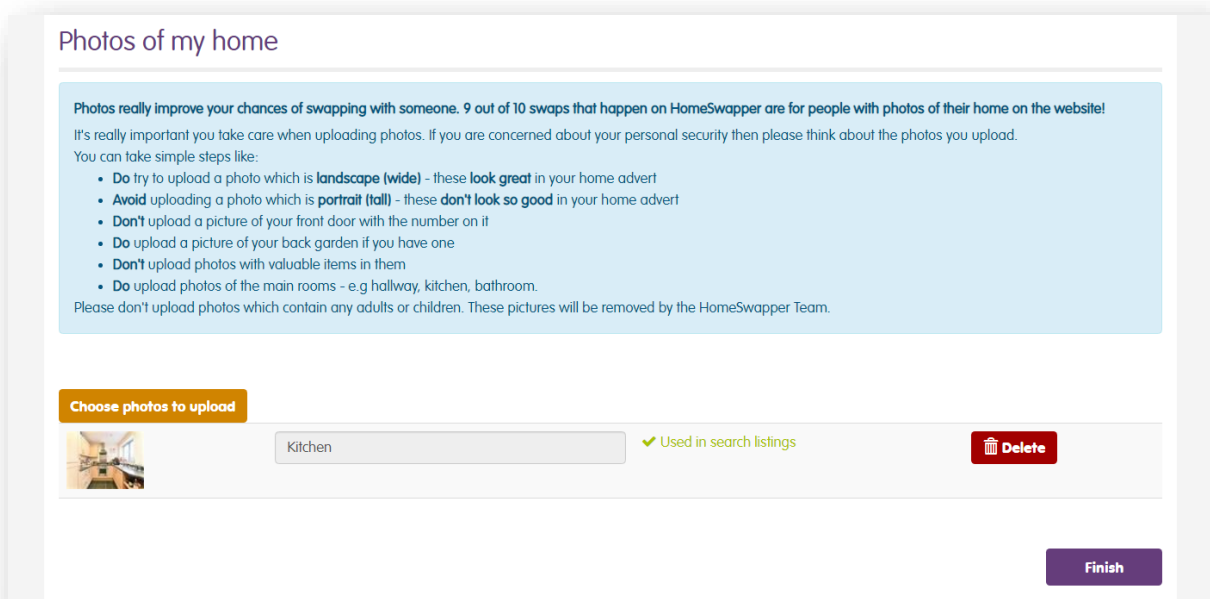 Photos of my home
Photos really improve your chances of swapping with someone. 9 out of 10 swaps that happen on HomeSwapper are for people with photos of their home on the website!
It's really important you take care when uploading photos. If you are concerned about your personal security then please think about the photos you upload.
You can take simple steps like:
• Do try to upload a photo which is landscape (wide) - these look great in your home advert
• Avoid uploading a photo which is portrait (tall) - these don't look so good in your home advert
• Don't upload a picture of your front door with the number on it
• Do upload a picture of your back garden if you have one
• Don't upload photos with valuable items in them
• Do upload photos of the main rooms - e.g hallway, kitchen, bathroom.
Please don't upload photos which contain any adults or children. These pictures will be removed by the HomeSwapper Team.
Choose photos to upload
Kitchen
Used in search listings
Delete
Finish